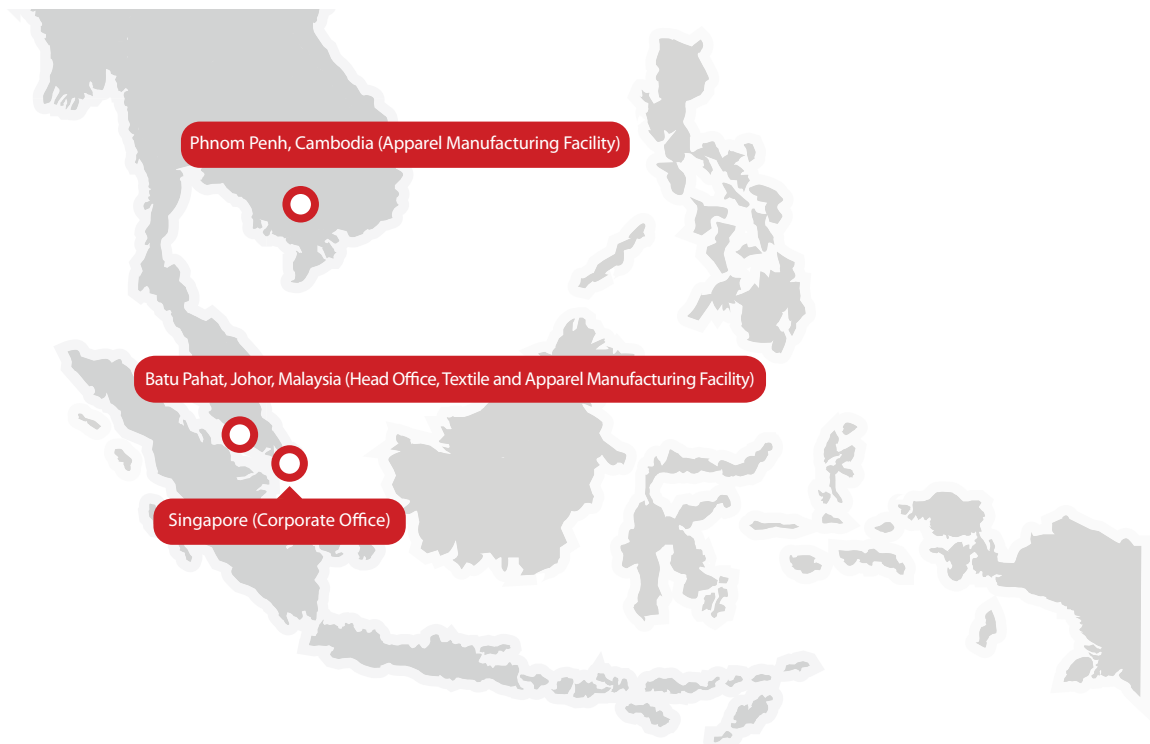 Phnom Penh, Cambodia (Apparel Manufacturing Facility)
Batu Pahat, Johor, Malaysia (Head Office, Textile and Apparel Manufacturing Facility)
Singapore (Corporate Office)